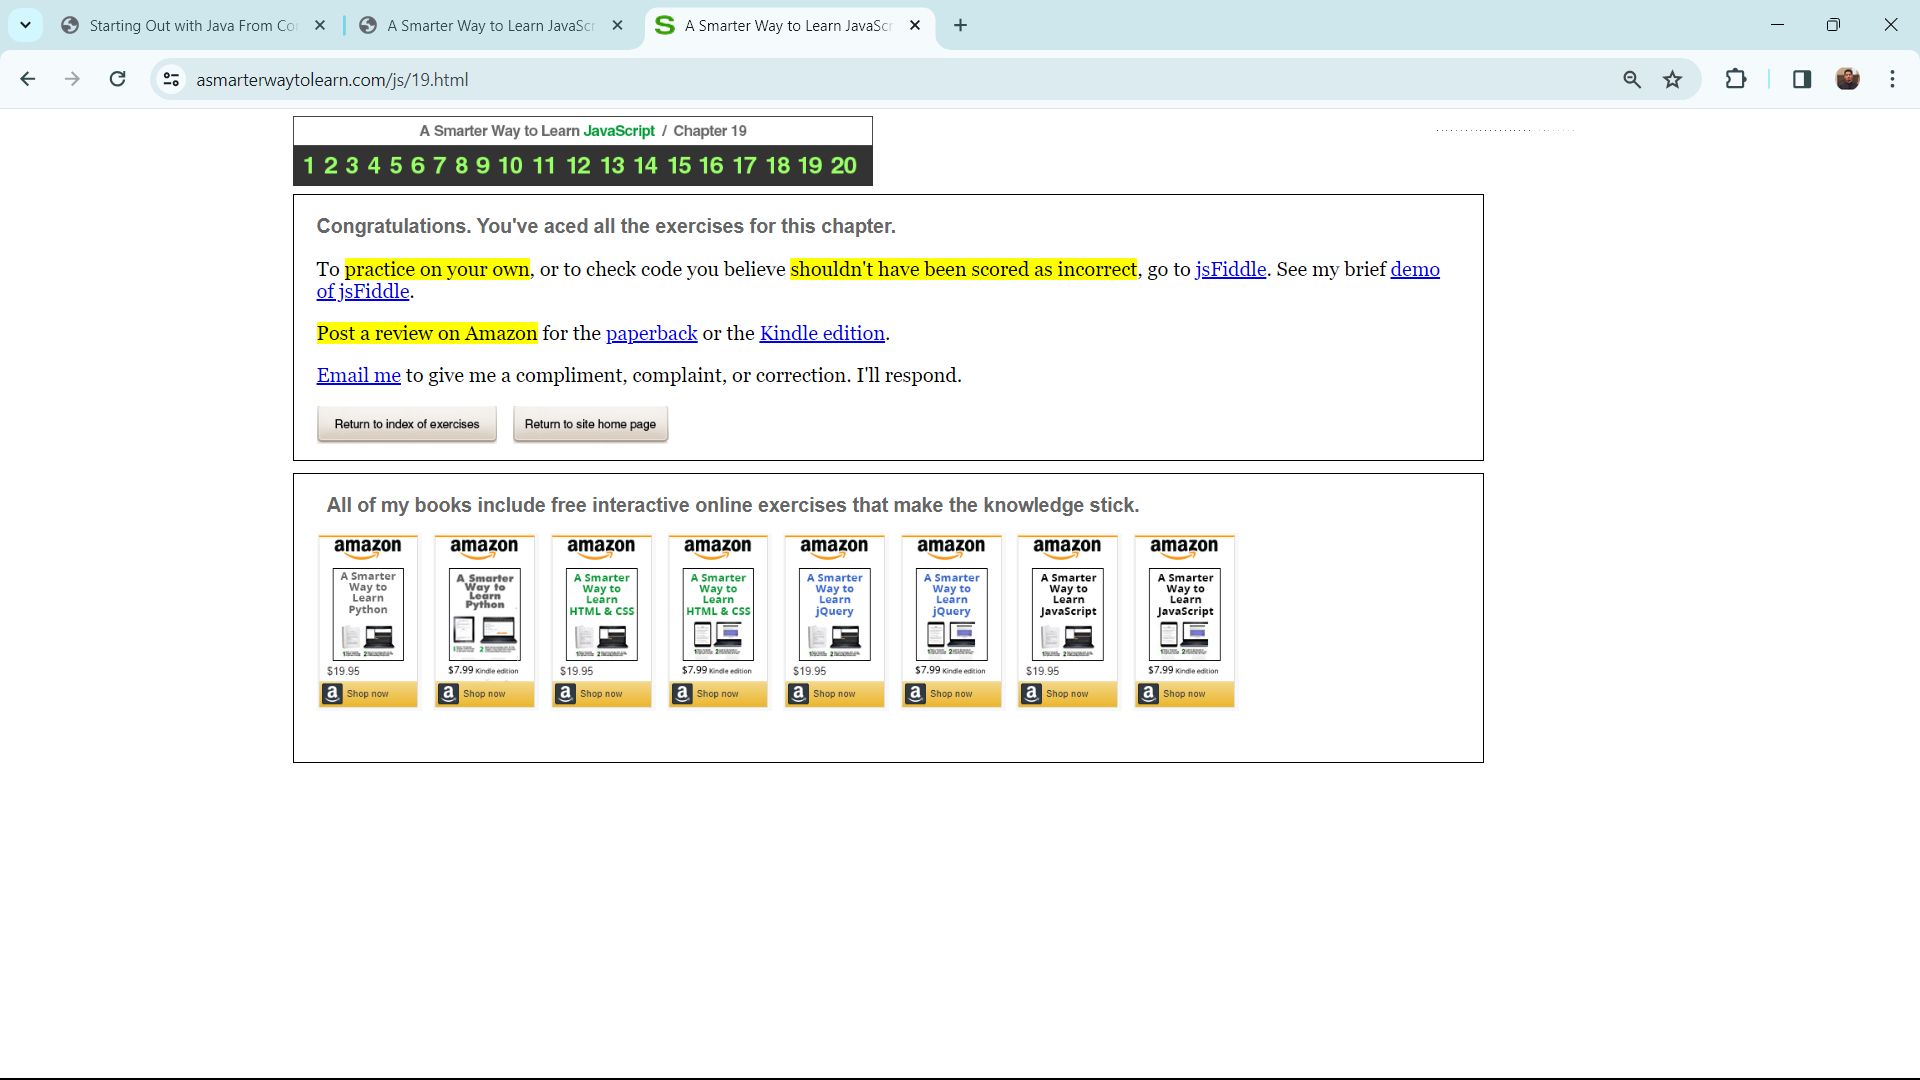 Starting Out with Java From Co
A Smarter Way to Learn JavaScr
A Smarter Way to Learn JavaScr
asmarterwaytolearn.com/js/19.html
A Smarter Way to Learn JavaScript / Chapter 19
1 2 3 4 5 6 7 8 9 10 11 12 13 14 15 16 17 18 19 20
Congratulations. You've aced all the exercises for this chapter.
To practice on your own, or to check code you believe shouldn't have been scored as incorrect, go to jsFiddle. See my brief demo
of jsFiddle.
Post a review on Amazon for the paperback or the Kindle edition.
Email me to give me a compliment, complaint, or correction. I'll respond.
Return to index of exercises
Return to site home page
All of my books include free interactive online exercises that make the knowledge stick.
amazon
A Smarter
Way to
Learn
Python
$19.95
a Shop now
amazon
A Smarter
Way to
Learn
Python
$7.99 Kindle edition
a Shop now
amazon
A Smarter
Way to
Learn
HTML & CSS
$19.95
a Shop now
amazon
A Smarter
Way to
Learn
HTML & CSS
$7.99 Kindle edition
a Shop now
amazon
A Smarter
Way to
Learn
jQuery
$19.95
a Shop now
amazon
A Smarter
Way to
Learn
jQuery
$7.99 Kindle edition
a Shop now
amazon
A Smarter
Way to
Learn
JavaScript
$19.95
a Shop now
amazon
A Smarter
Way to
Learn
JavaScript
$7.99 Kindle edition
a Shop now